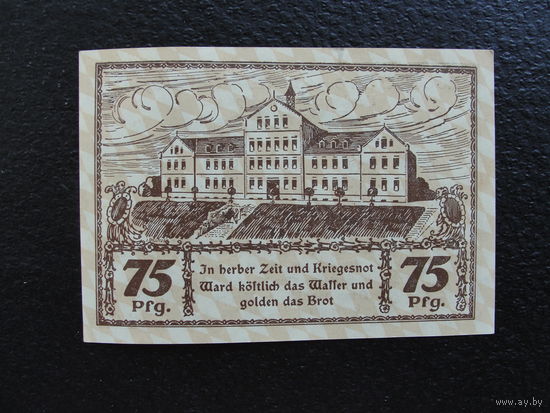 75
Pfg.
In herber Zeit und Kriegesnot
Ward köstlich das Wasser und
golden das Brot
75
Pfg.
www.ay.by